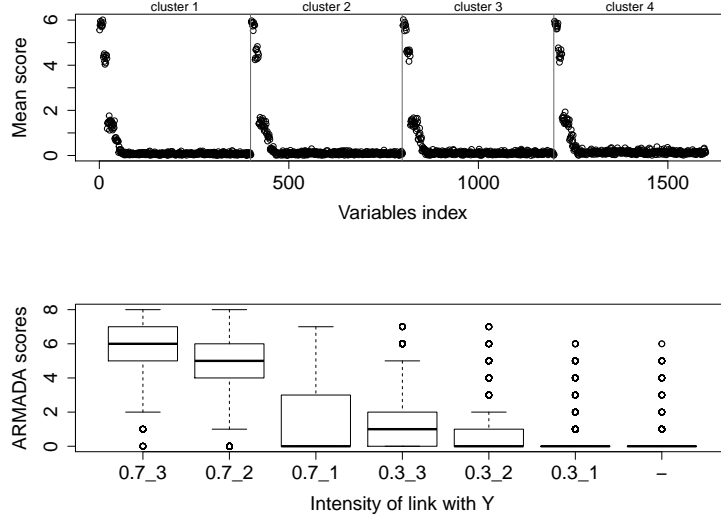 cluster 1 cluster 2 cluster 3 cluster 4
Mean score
6
4
2
0
0 500 1000 1500
Variables index
ARMADA scores
8
6
4
2
0
0.7_3 0.7_2 0.7_1 0.3_3 0.3_2 0.3_1 –
Intensity of link with Y